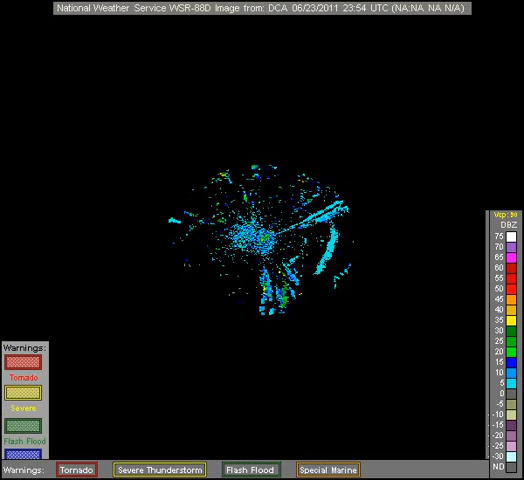 National Weather Service WSR-88D Image from: DCA 06/23/2011 23:54 UTC (NA:NA NA N/A)
Vcp: 90
DBZ
75
70
65
60
55
50
45
40
35
30
25
20
15
10
5
0
-5
-10
-15
-20
-25
-30
ND
Warnings:
Tornado
Severe
Flash Flood
Warnings: Tornado Severe Thunderstorm Flash Flood Special Marine